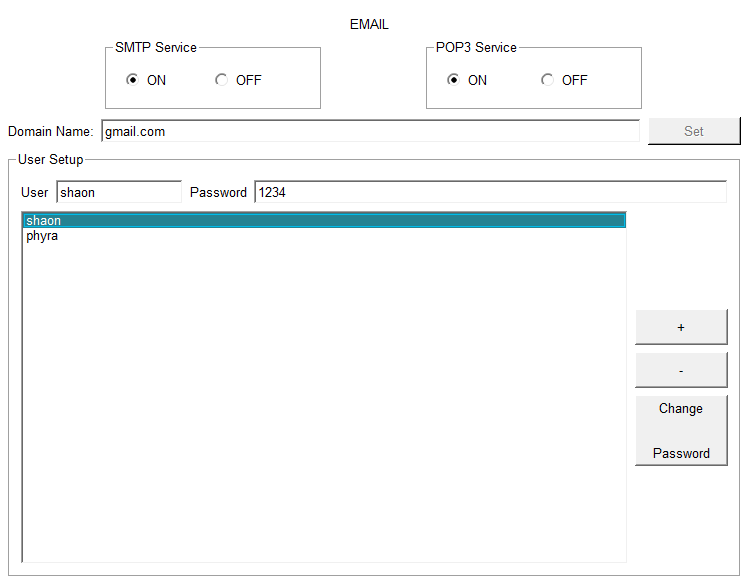 EMAIL
SMTP Service
POP3 Service
ON OFF
ON OFF
Domain Name: gmail.com Set
User Setup
User shaon Password 1234
shaon
phyra
+
-
Change
Password